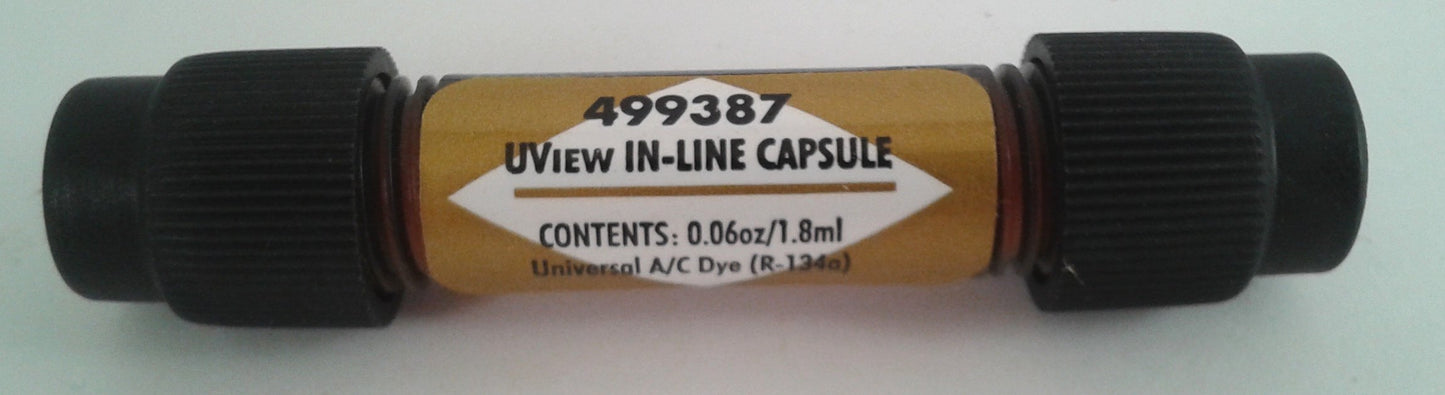 499387
UVIEW IN-LINE CAPSULE
CONTENTS: 0.06oz/1.8ml
Universal A/C Dye (R-134a)